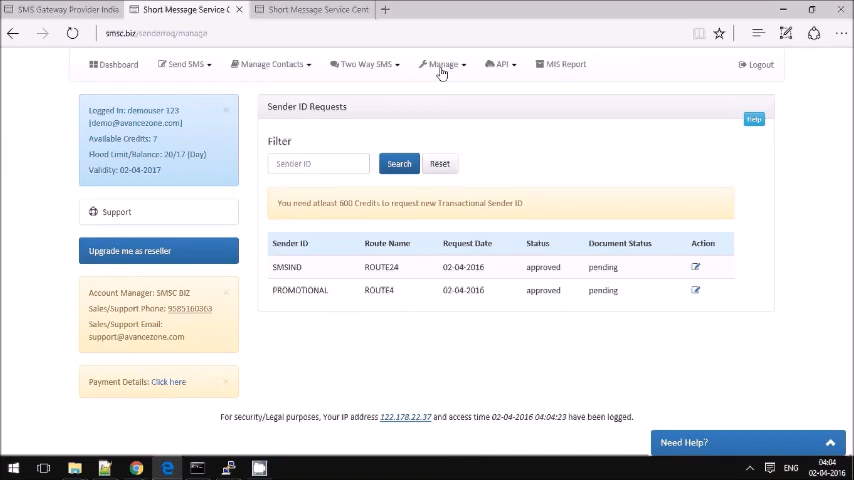 SMS Gateway Provider India
Short Message Service C
Short Message Service Cent
smsc.biz/senderreq/manage
Dashboard
Send SMS
Manage Contacts
Two Way SMS
Manage
API
MIS Report
Logout
Logged In: demouser 123
[demo@avancezone.com]
Available Credits: 7
Flood Limit/Balance: 20/17 (Day)
Validity: 02-04-2017
Support
Upgrade me as reseller
Account Manager: SMSC BIZ
Sales/Support Phone: 9585160363
Sales/Support Email:
support@avancezone.com
Payment Details: Click here
Sender ID Requests
Help
Filter
Sender ID
Search
Reset
You need atleast 600 Credits to request new Transactional Sender ID
Sender ID Route Name Request Date Status Document Status Action
SMSIND ROUTE24 02-04-2016 approved pending
PROMOTIONAL ROUTE4 02-04-2016 approved pending
For security/Legal purposes, Your IP address 122.178.22.37 and access time 02-04-2016 04:04:23 have been logged.
Need Help?
ENG
04:04
02-04-2016